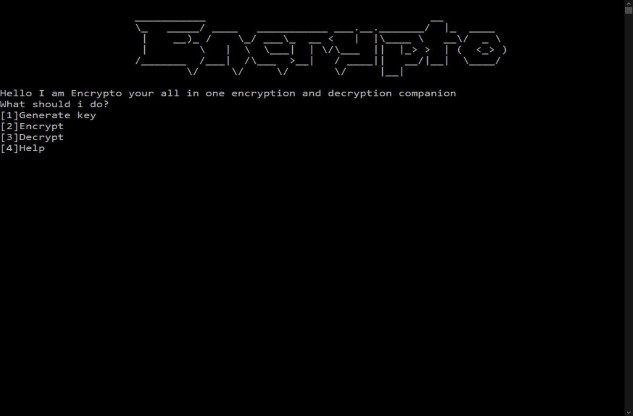 Encrypto
Hello I am Encrypto your all in one encryption and decryption companion
What should i do?
[1]Generate key
[2]Encrypt
[3]Decrypt
[4]Help